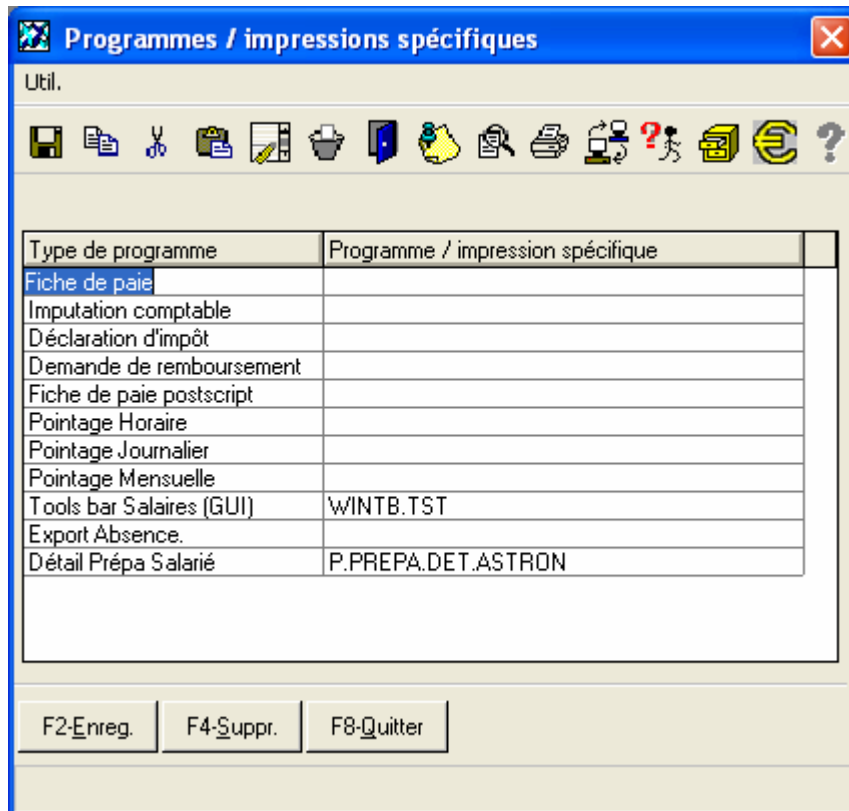 Programmes / impressions spécifiques
Util.
Type de programme Programme / impression spécifique
Fiche de paie
Imputation comptable
Déclaration d'impôt
Demande de remboursement
Fiche de paie postscript
Pointage Horaire
Pointage Journalier
Pointage Mensuelle
Tools bar Salaires (GUI) WINTB.TST
Export Absence.
Détail Prépa Salarié P.PREPA.DET.ASTRON
F2-Enreg. F4-Suppr. F8-Quitter